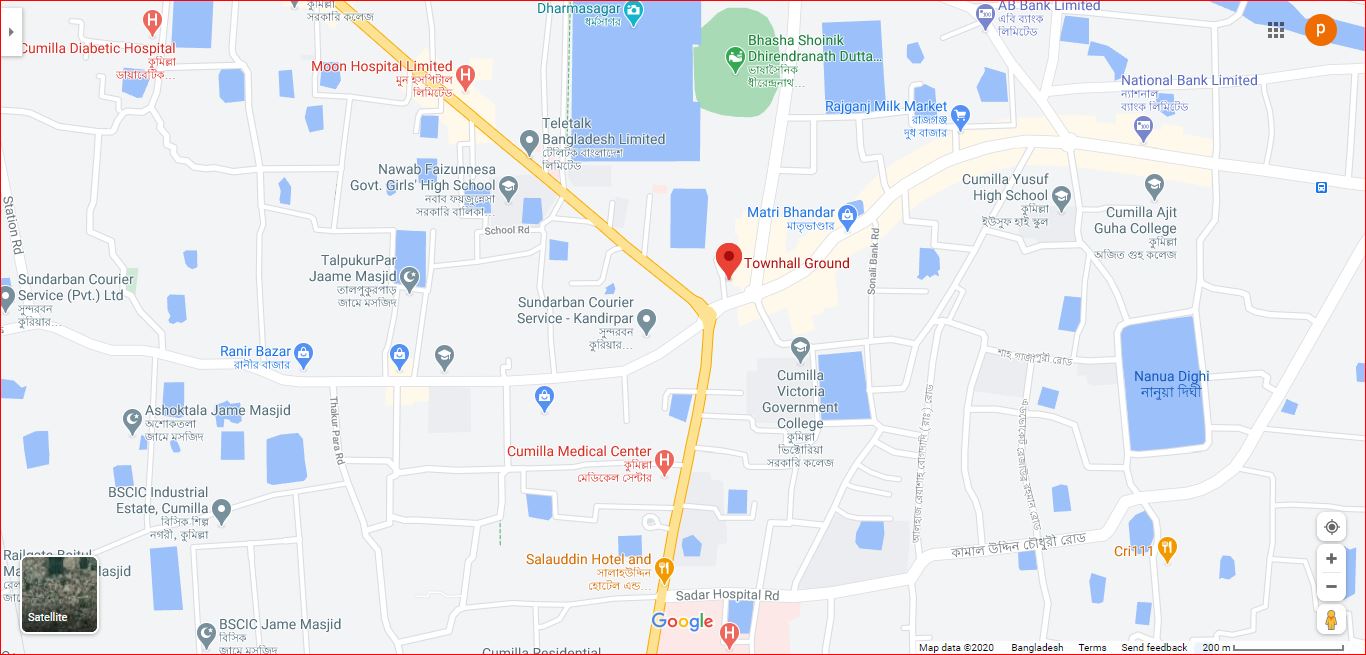 কুমিল্লা
সরকারি কলেজ
Dharmasagar
ধর্মসাগর
AB Bank Limited
এবি ব্যাংক
লিমিটেড
P
Cumilla Diabetic Hospital
কুমিল্লা
ডায়াবেটিক...
Moon Hospital Limited
মুন হসপিটাল
লিমিটেড
Bhasha Shoinik
Dhirendranath Dutta...
ভাষাসৈনিক
ধীরেন্দ্রনাথ...
National Bank Limited
ন্যাশনাল
ব্যাংক লিমিটেড
Rajganj Milk Market
রাজগঞ্জ
দুধ বাজার
Teletalk
Bangladesh Limited
টেলিটক বাংলাদেশ
লিমিটেড
Nawab Faizunnesa
Govt. Girls' High School
নবাব ফয়জুন্নেসা
সরকারি বালিকা...
School Rd
Cumilla Yusuf
High School
কুমিল্লা
ইউসুফ হাই স্কুল
Cumilla Ajit
Guha College
কুমিল্লা
অজিত গুহ কলেজ
Station Rd
Matri Bhandar
মাতৃভাণ্ডার
Sonali Bank Rd
Townhall Ground
TalpukurPar
Jaame Masjid
তালপুকুরপাড়
জামে মসজিদ
Sundarban Courier
Service (Pvt.) Ltd
সুন্দরবন
কুরিয়ার...
Sundarban Courier
Service - Kandirpar
সুন্দরবন
কুরিয়ার...
Ranir Bazar
রানীর বাজার
শাহ গাজীপুরী রোড
Nanua Dighi
নানুয়া দিঘী
Cumilla
Victoria
Government
College
কুমিল্লা
ভিক্টোরিয়া
সরকারি কলেজ
Ashoktala Jame Masjid
অশোকতলা
জামে মসজিদ
Thakur Para Rd
Cumilla Medical Center
কুমিল্লা
মেডিকেল সেন্টার
BSCIC Industrial
Estate, Cumilla
বিসিক শিল্প
নগরী, কুমিল্লা
কামাল উদ্দিন চৌধুরী রোড
Cri111
Railgate Baitul
Salauddin Hotel and
সালাহউদ্দিন
হোটেল এন্ড...
Sadar Hospital Rd
Satellite
BSCIC Jame Masjid
বিসিক
জামে মসজিদ
Google
Cumilla Residential
Map data ©2020 Bangladesh Terms Send feedback 200 m